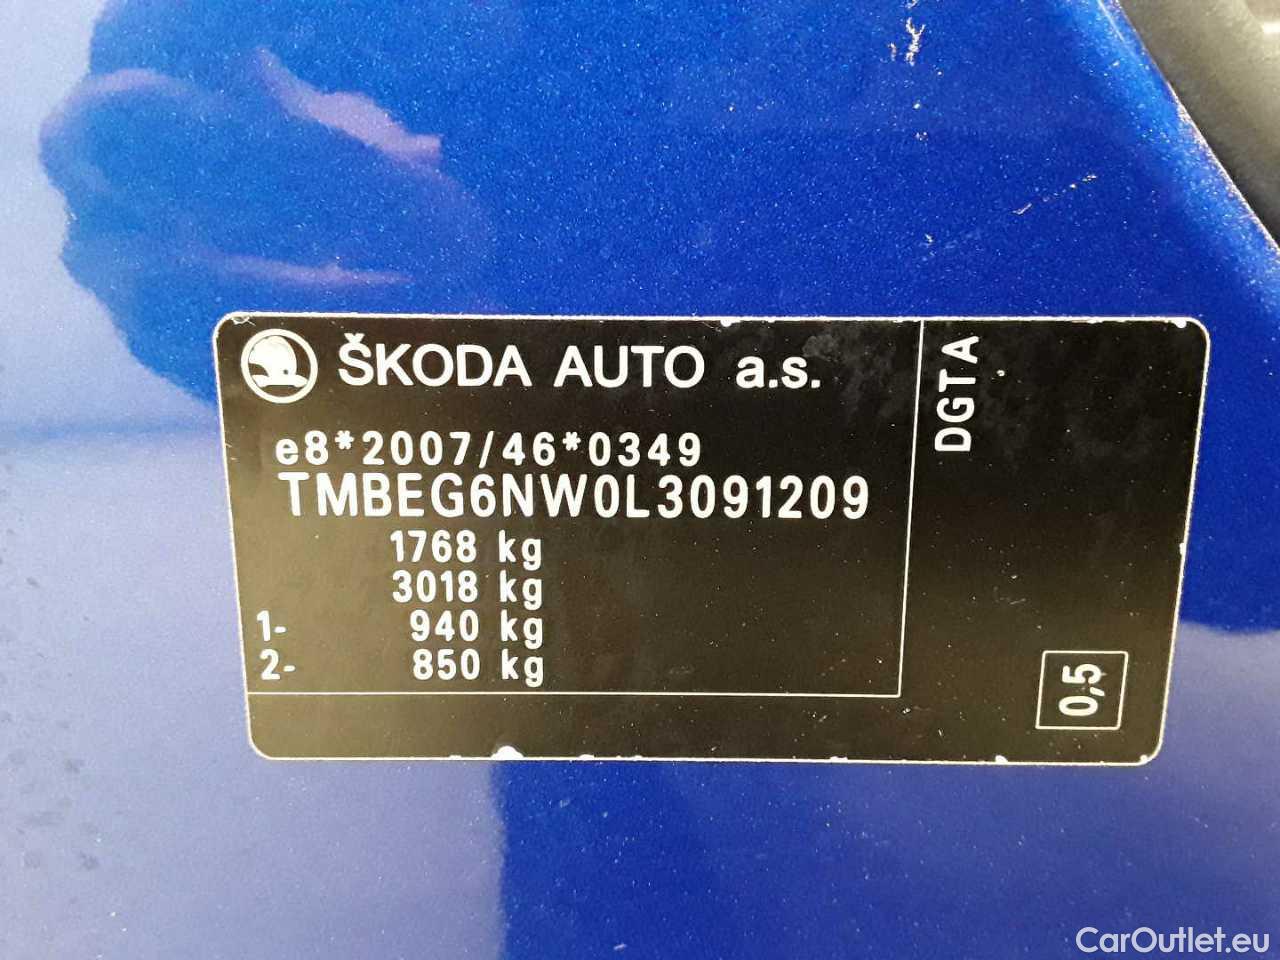 ŠKODA AUTO a.s.
e8*2007/46*0349
TMBEG6NW0L3091209
1768 kg
3018 kg
1- 940 kg
2- 850 kg
DGTA
0,5
CarOutlet.eu